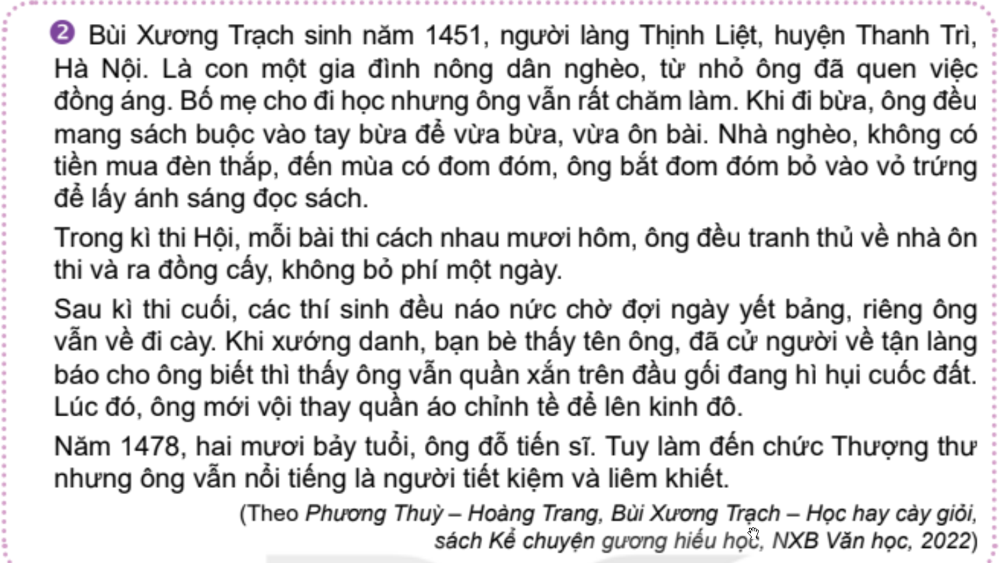 2 Bùi Xương Trạch sinh năm 1451, người làng Thịnh Liệt, huyện Thanh Trì,
Hà Nội. Là con một gia đình nông dân nghèo, từ nhỏ ông đã quen việc
đồng áng. Bố mẹ cho đi học nhưng ông vẫn rất chăm làm. Khi đi bừa, ông đều
mang sách buộc vào tay bừa để vừa bừa, vừa ôn bài. Nhà nghèo, không có
tiền mua đèn thắp, đến mùa có đom đóm, ông bắt đom đóm bỏ vào vỏ trứng
để lấy ánh sáng đọc sách.
Trong kì thi Hội, mỗi bài thi cách nhau mươi hôm, ông đều tranh thủ về nhà ôn
thi và ra đồng cấy, không bỏ phí một ngày.
Sau kì thi cuối, các thí sinh đều náo nức chờ đợi ngày yết bảng, riêng ông
vẫn về đi cày. Khi xướng danh, bạn bè thấy tên ông, đã cử người về tận làng
báo cho ông biết thì thấy ông vẫn quần xắn trên đầu gối đang hì hụi cuốc đất.
Lúc đó, ông mới vội thay quần áo chỉnh tề để lên kinh đô.
Năm 1478, hai mươi bảy tuổi, ông đỗ tiến sĩ. Tuy làm đến chức Thượng thư
nhưng ông vẫn nổi tiếng là người tiết kiệm và liêm khiết.
(Theo Phương Thuỳ – Hoàng Trang, Bùi Xương Trạch – Học hay cày giỏi,
sách Kể chuyện gương hiếu học, NXB Văn học, 2022)